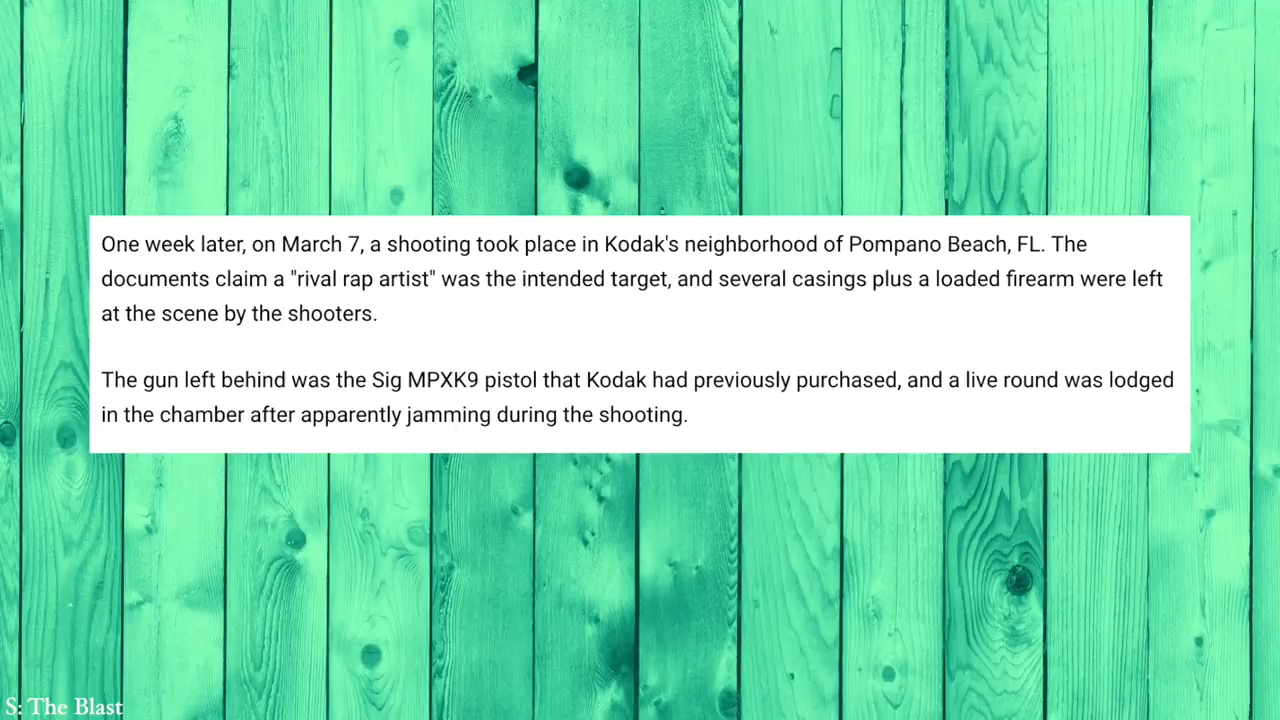 One week later, on March 7, a shooting took place in Kodak's neighborhood of Pompano Beach, FL. The
documents claim a "rival rap artist" was the intended target, and several casings plus a loaded firearm were left
at the scene by the shooters.
The gun left behind was the Sig MPXK9 pistol that Kodak had previously purchased, and a live round was lodged
in the chamber after apparently jamming during the shooting.
S: The Blast